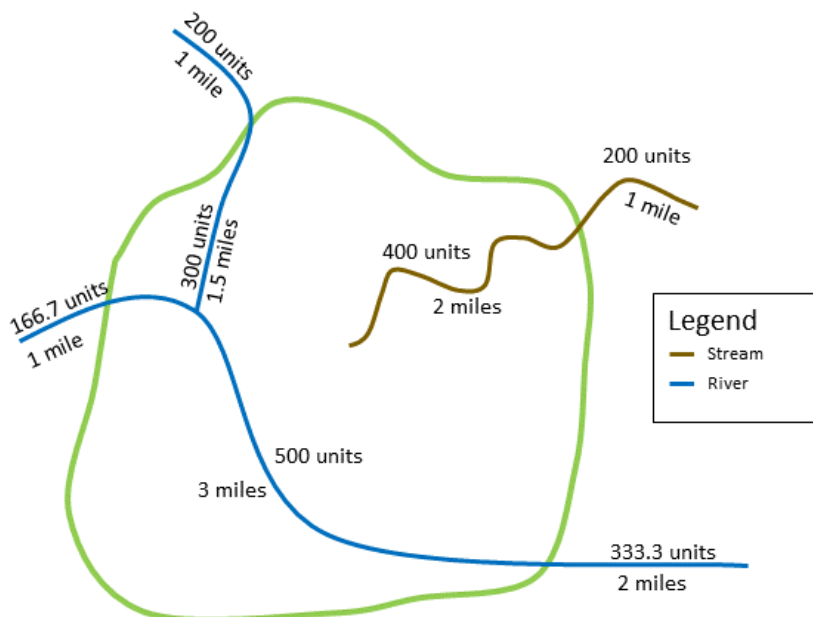 200 units
1 mile
200 units
1 mile
300 units
1.5 miles
400 units
2 miles
166.7 units
1 mile
Legend
Stream
River
500 units
3 miles
333.3 units
2 miles